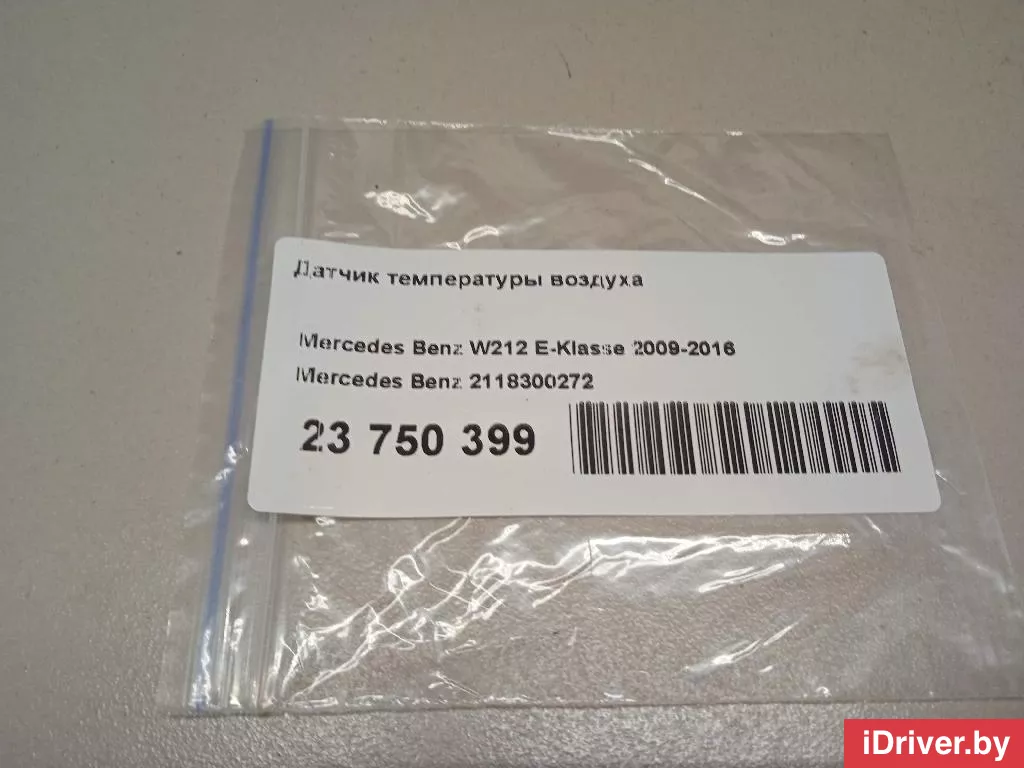 Датчик температуры воздуха
Mercedes Benz W212 E-Klasse 2009-2016
Mercedes Benz 2118300272
23 750 399
iDriver.by